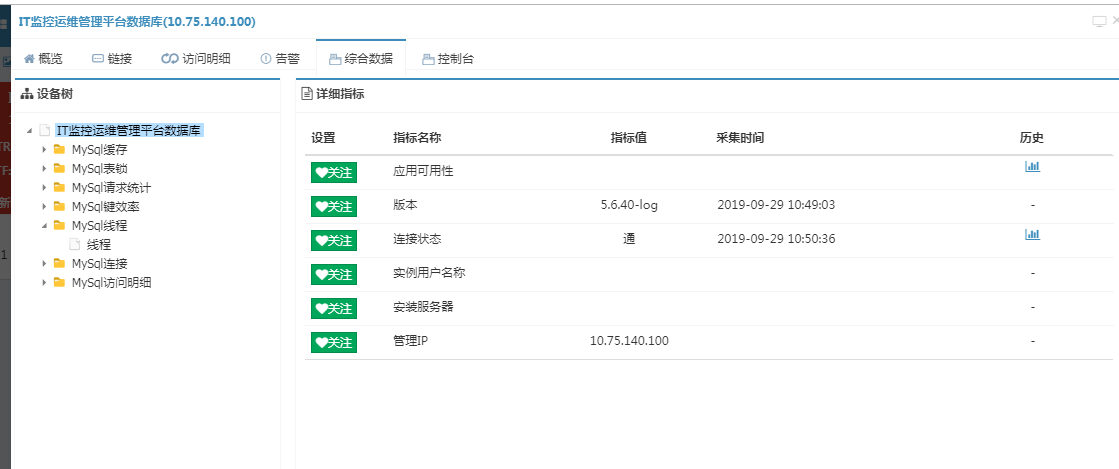 IT监控运维管理平台数据库(10.75.140.100)
概览 链接 访问明细 告警 综合数据 控制台
设备树
IT监控运维管理平台数据库
MySql缓存
MySql表锁
MySql请求统计
MySql键效率
MySql线程
线程
MySql连接
MySql访问明细
详细指标
设置 指标名称 指标值 采集时间 历史
关注 应用可用性
关注 版本 5.6.40-log 2019-09-29 10:49:03 -
关注 连接状态 通 2019-09-29 10:50:36
关注 实例用户名称 -
关注 安装服务器 -
关注 管理IP 10.75.140.100 -